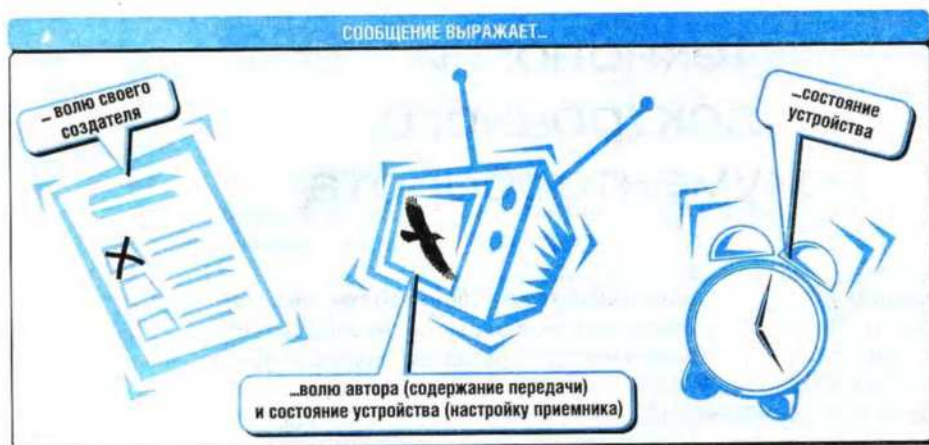 СООБЩЕНИЕ ВЫРАЖАЕТ...
... волю своего
создателя
...состояние
устройства
...волю автора (содержание передачи)
и состояние устройства (настройку приемника)